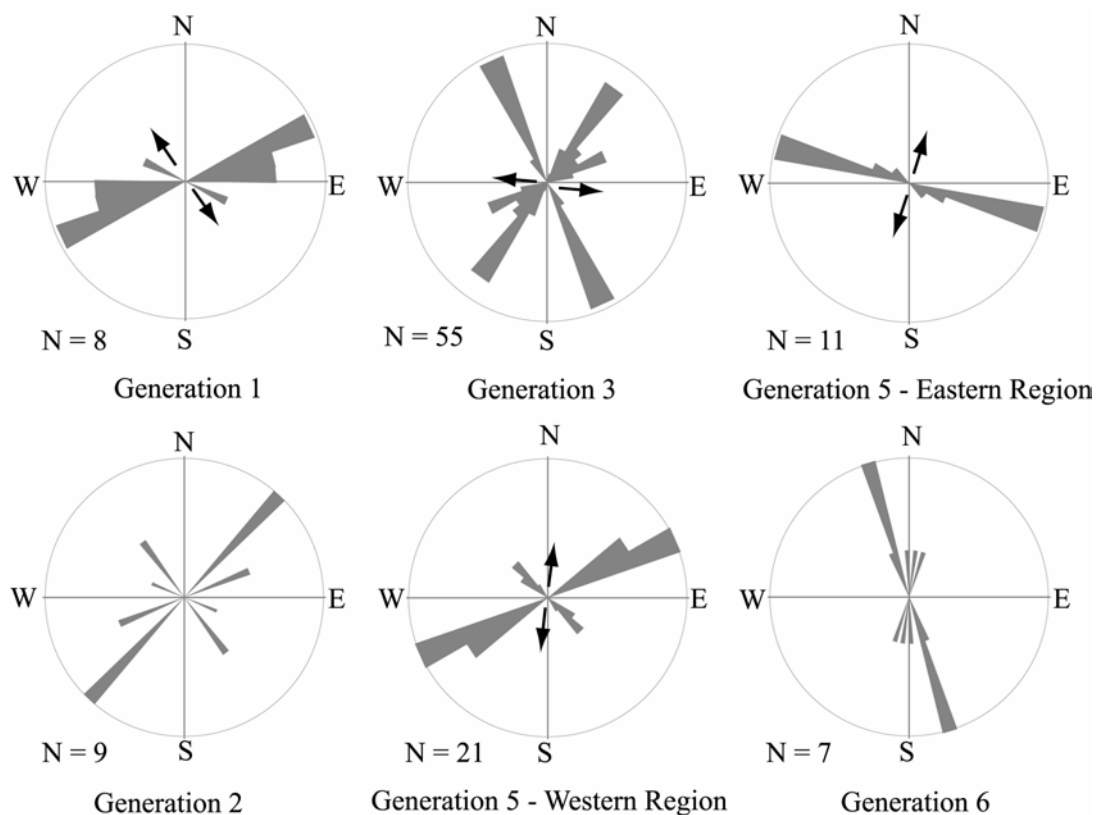 N
W
E
S
N = 8
Generation 1
N
S
N = 55
Generation 3
N
W
E
S
N = 11
Generation 5 - Eastern Region
N
W
E
S
N = 9
Generation 2
N
W
E
S
N = 21
Generation 5 - Western Region
N
W
E
S
N = 7
Generation 6
W
E